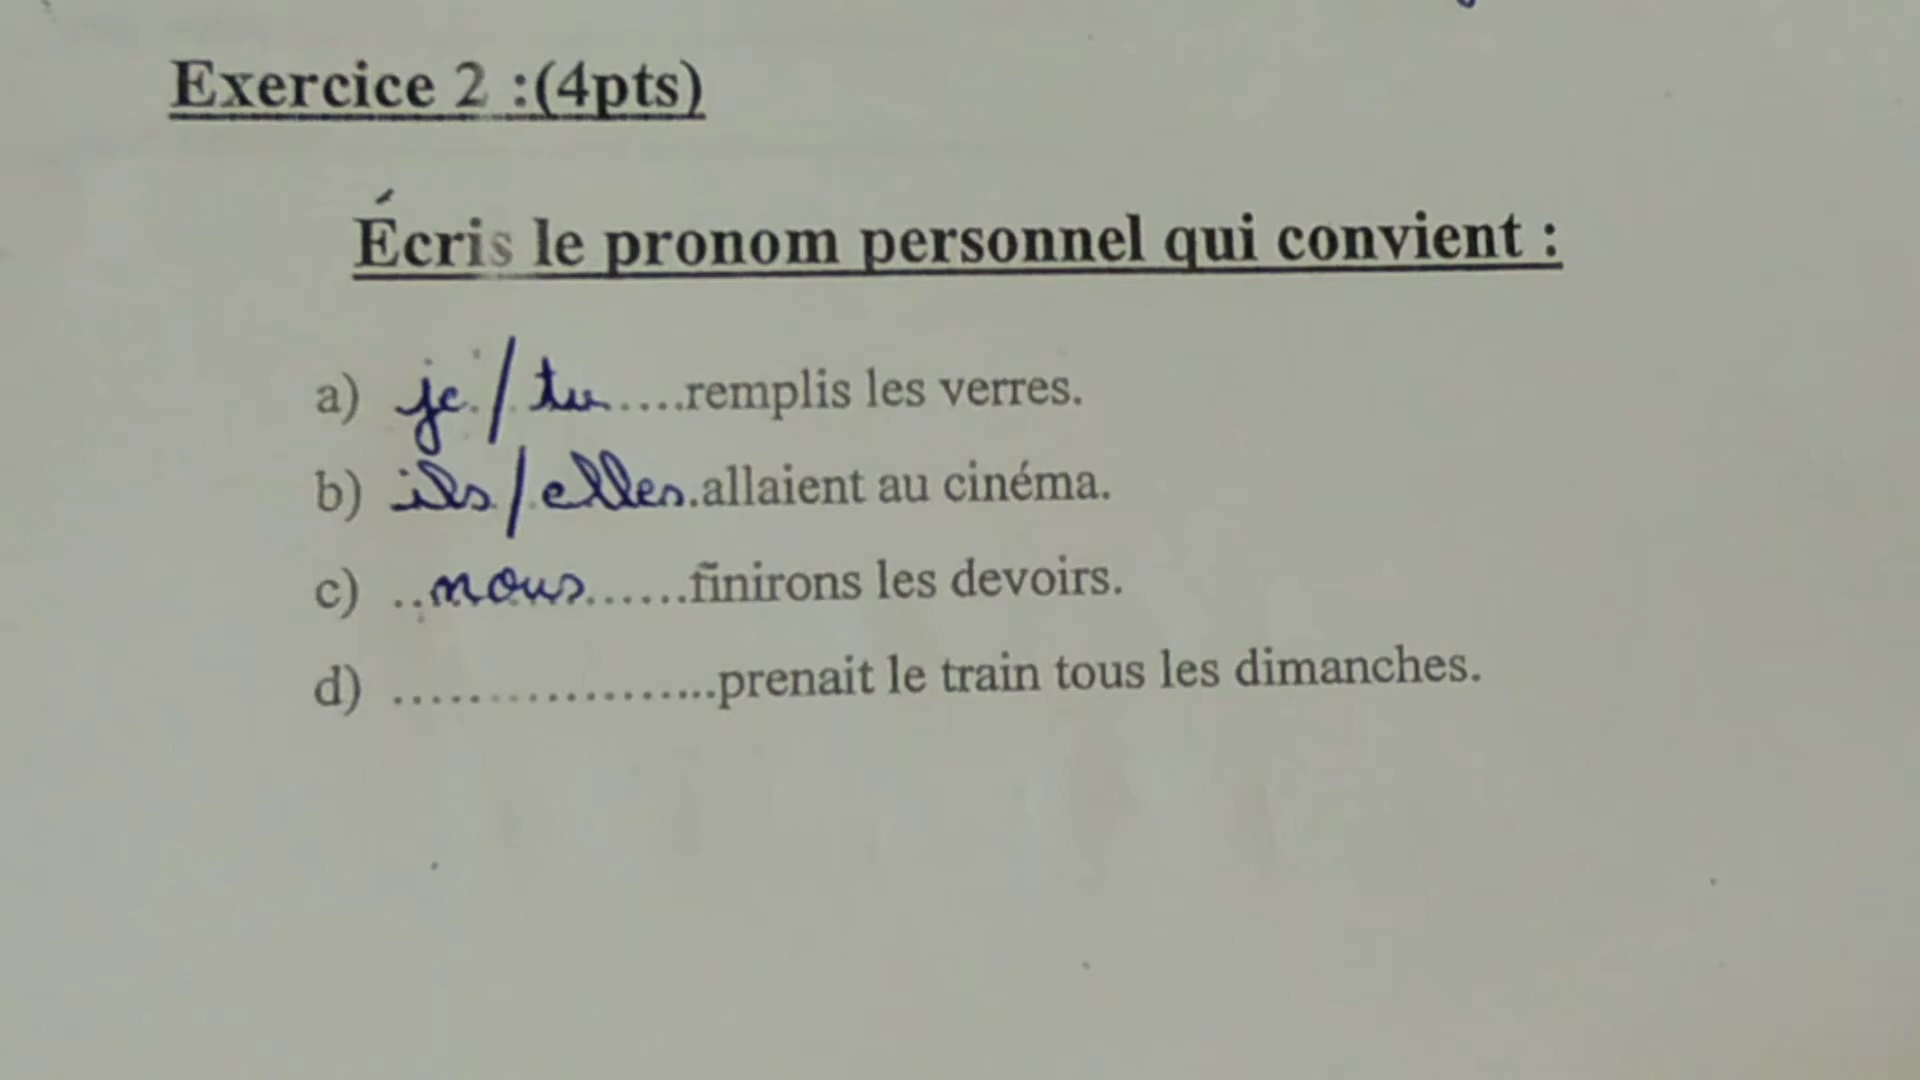 Exercice 2 :(4pts)
Écris le pronom personnel qui convient :
a) je / tu ....remplis les verres.
b) ils / elles.allaient au cinéma.
c) ..nous......finirons les devoirs.
d) ....................prenait le train tous les dimanches.